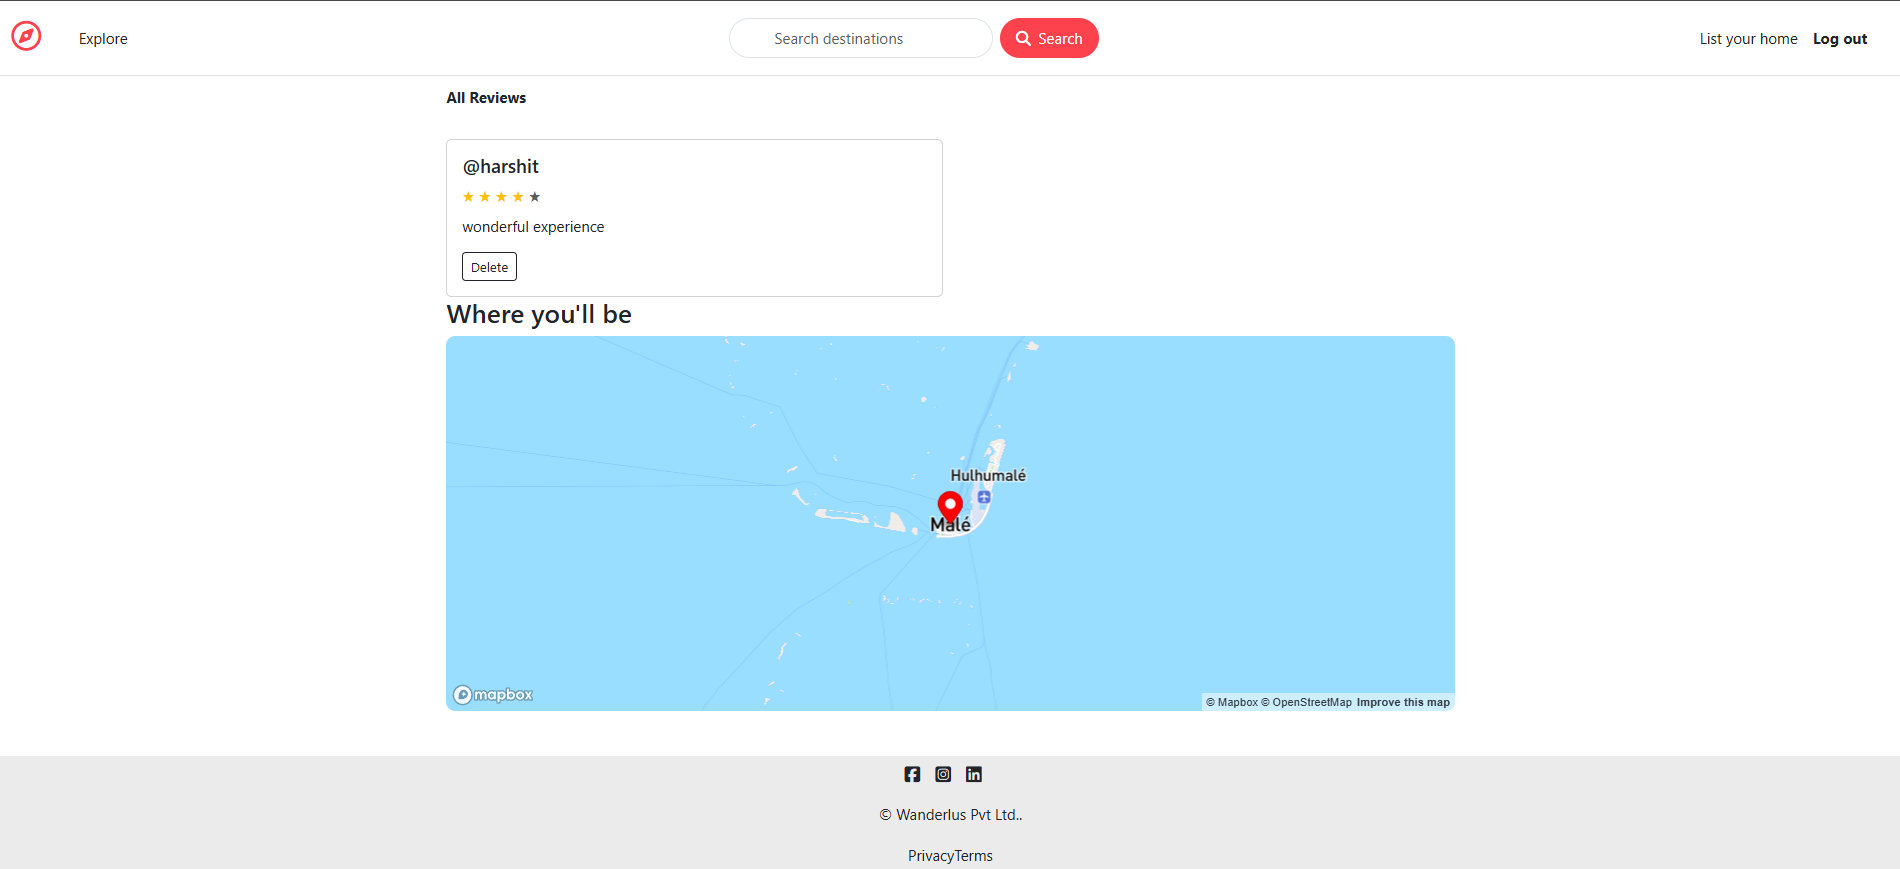 Explore
Search destinations
Search
List your home
Log out
All Reviews
@harshit
wonderful experience
Delete
Where you'll be
Hulhumalé
Malé
mapbox
© Mapbox © OpenStreetMap Improve this map
© Wanderlus Pvt Ltd..
PrivacyTerms